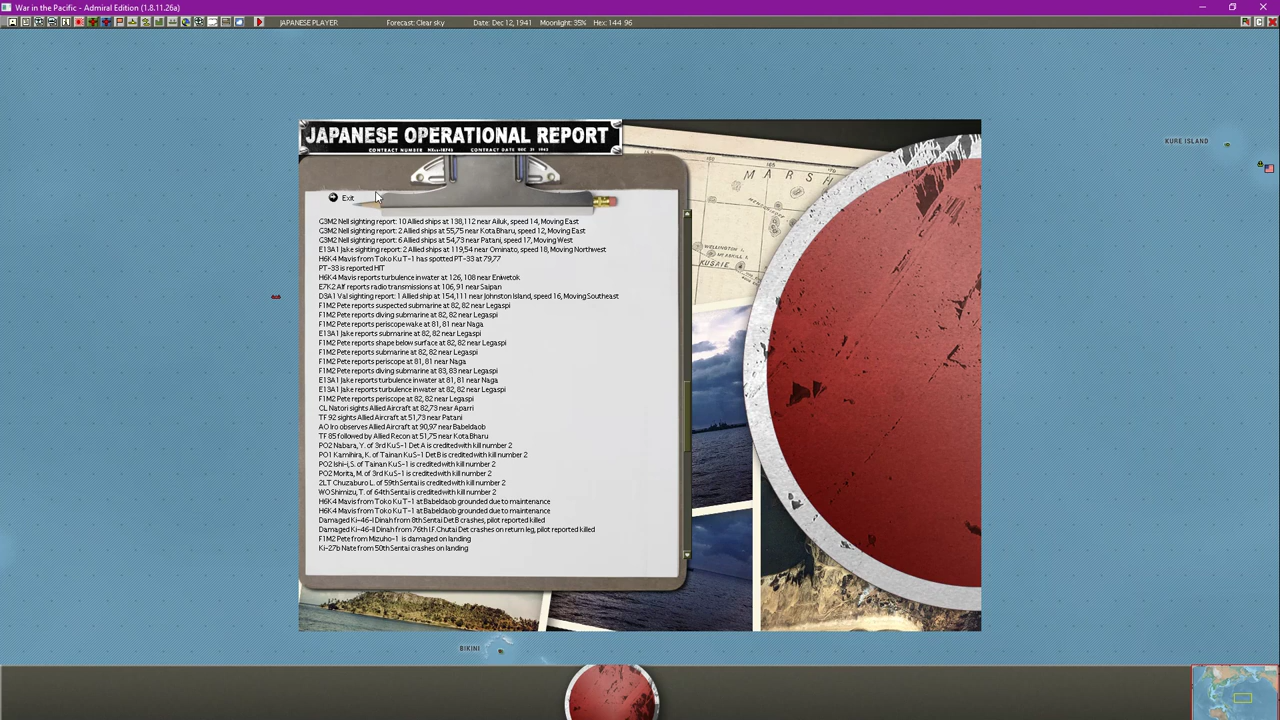 War in the Pacific - Admiral Edition (1.8.11.26a)
JAPANESE PLAYER
Forecast: Clear sky
Date: Dec 12, 1941
Moonlight: 35%
Hex: 144 96
JAPANESE OPERATIONAL REPORT
Exit
G3M2 Nell sighting report: 10 Allied ships at 138,112 near Ailuk, speed 14, Moving East
G3M2 Nell sighting report: 2 Allied ships at 55,75 near Kota Bharu, speed 12, Moving East
G3M2 Nell sighting report: 6 Allied ships at 54,73 near Patani, speed 17, Moving West
E13A1 Jake sighting report: 2 Allied ships at 119,54 near Ominato, speed 18, Moving Northwest
H6K4 Mavis from Toko Ku T-1 has spotted PT-33 at 79,77
PT-33 is reported HIT
H6K4 Mavis reports turbulence in water at 126, 108 near Eniwetok
E7K2 Alf reports radio transmissions at 106, 91 near Saipan
D3A1 Val sighting report: 1 Allied ship at 154,111 near Johnston Island, speed 16, Moving Southeast
F1M2 Pete reports suspected submarine at 82, 82 near Legaspi
F1M2 Pete reports diving submarine at 82, 82 near Legaspi
F1M2 Pete reports periscope wake at 81, 81 near Naga
E13A1 Jake reports submarine at 82, 82 near Legaspi
F1M2 Pete reports shape below surface at 82, 82 near Legaspi
F1M2 Pete reports submarine at 82, 82 near Legaspi
F1M2 Pete reports periscope at 81, 81 near Naga
F1M2 Pete reports diving submarine at 83, 83 near Legaspi
E13A1 Jake reports turbulence in water at 81, 81 near Naga
E13A1 Jake reports turbulence in water at 82, 82 near Legaspi
F1M2 Pete reports periscope at 82, 82 near Legaspi
CL Natori sights Allied Aircraft at 82,73 near Aparri
TF 92 sights Allied Aircraft at 51,73 near Patani
AO Iro observes Allied Aircraft at 90,97 near Babeldaob
TF 85 followed by Allied Recon at 51,75 near Kota Bharu
PO2 Nabara, Y. of 3rd Ku S-1 Det A is credited with kill number 2
PO1 Kamihira, K. of Tainan Ku S-1 Det B is credited with kill number 2
PO2 Ishi-i,S. of Tainan Ku S-1 is credited with kill number 2
PO2 Morita, M. of 3rd Ku S-1 is credited with kill number 2
2LT Chuzaburo L. of 59th Sentai is credited with kill number 2
WO Shimizu, T. of 64th Sentai is credited with kill number 2
H6K4 Mavis from Toko Ku T-1 at Babeldaob grounded due to maintenance
H6K4 Mavis from Toko Ku T-1 at Babeldaob grounded due to maintenance
Damaged Ki-46-I Dinah from 8th Sentai Det B crashes, pilot reported killed
Damaged Ki-46-II Dinah from 76th I.F.Chutai Det crashes on return leg, pilot reported killed
F1M2 Pete from Mizuho-1 is damaged on landing
Ki-27b Nate from 50th Sentai crashes on landing
MARSH
KUSAIE
KURE ISLAND
BIKINI